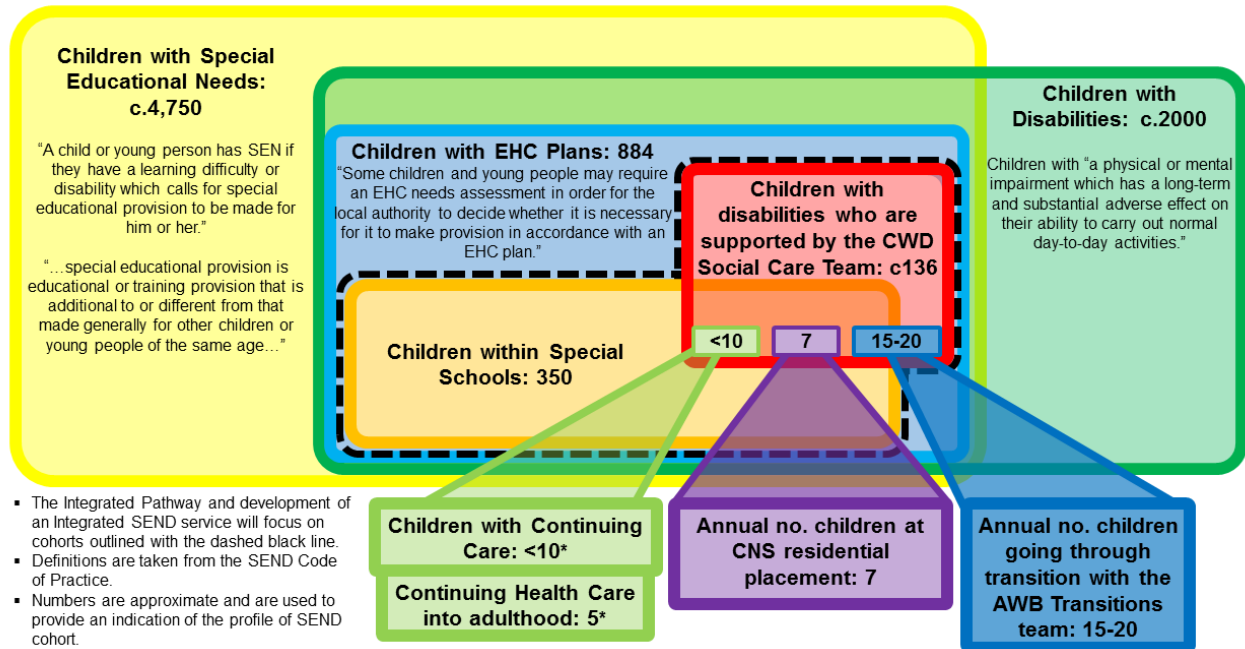 Children with Special
Educational Needs:
c.4,750
“A child or young person has SEN if
they have a learning difficulty or
disability which calls for special
educational provision to be made for
him or her.”
“…special educational provision is
educational or training provision that is
additional to or different from that
made generally for other children or
young people of the same age…”
Children with
Disabilities: c.2000
Children with “a physical or mental
impairment which has a long-term
and substantial adverse effect on
their ability to carry out normal
day-to-day activities.”
Children with EHC Plans: 884
“Some children and young people may require
an EHC needs assessment in order for the
local authority to decide whether it is necessary
for it to make provision in accordance with an
EHC plan.”
Children with
disabilities who are
supported by the CWD
Social Care Team: c136
Children within Special
Schools: 350
<10
7
15-20
▪ The Integrated Pathway and development of
an Integrated SEND service will focus on
cohorts outlined with the dashed black line.
▪ Definitions are taken from the SEND Code
of Practice.
▪ Numbers are approximate and are used to
provide an indication of the profile of SEND
cohort.
Children with Continuing
Care: <10*
Continuing Health Care
into adulthood: 5*
Annual no. children at
CNS residential
placement: 7
Annual no. children
going through
transition with the
AWB Transitions
team: 15-20